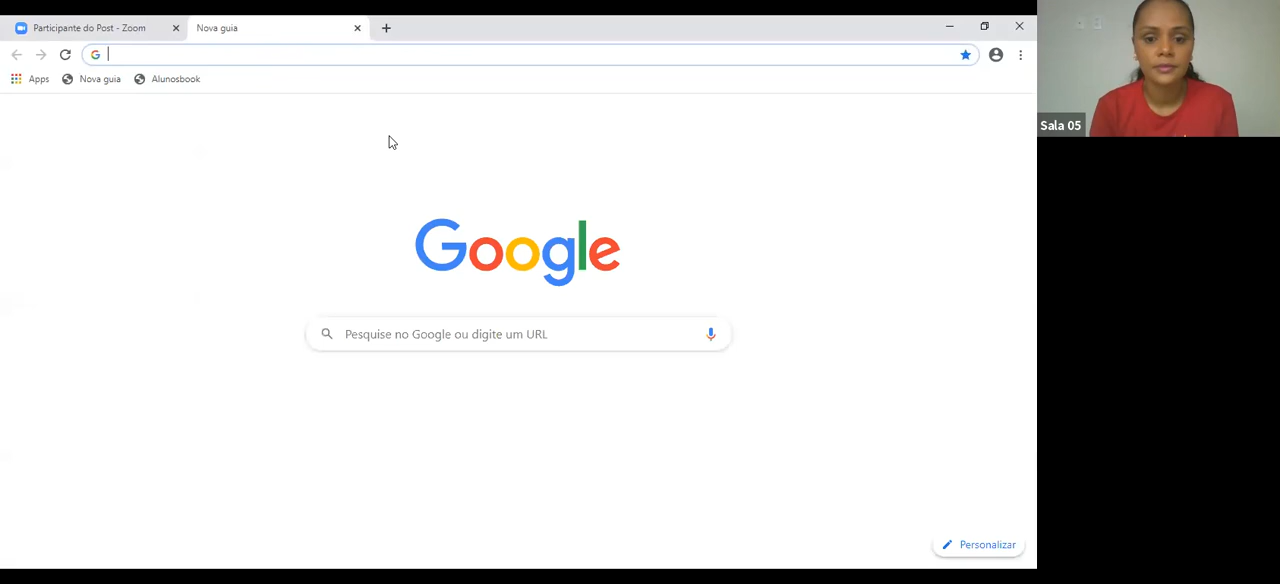 Participante do Post - Zoom
Nova guia
Apps
Nova guia
Alunosbook
Sala 05
Google
Pesquise no Google ou digite um URL
Personalizar